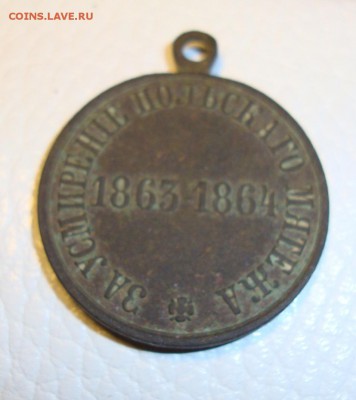 COINS.LAVE.RU
ЗА УСМИРЕНІЕ ПОЛЬСКАГО МЯТЕЖА
1863-1864